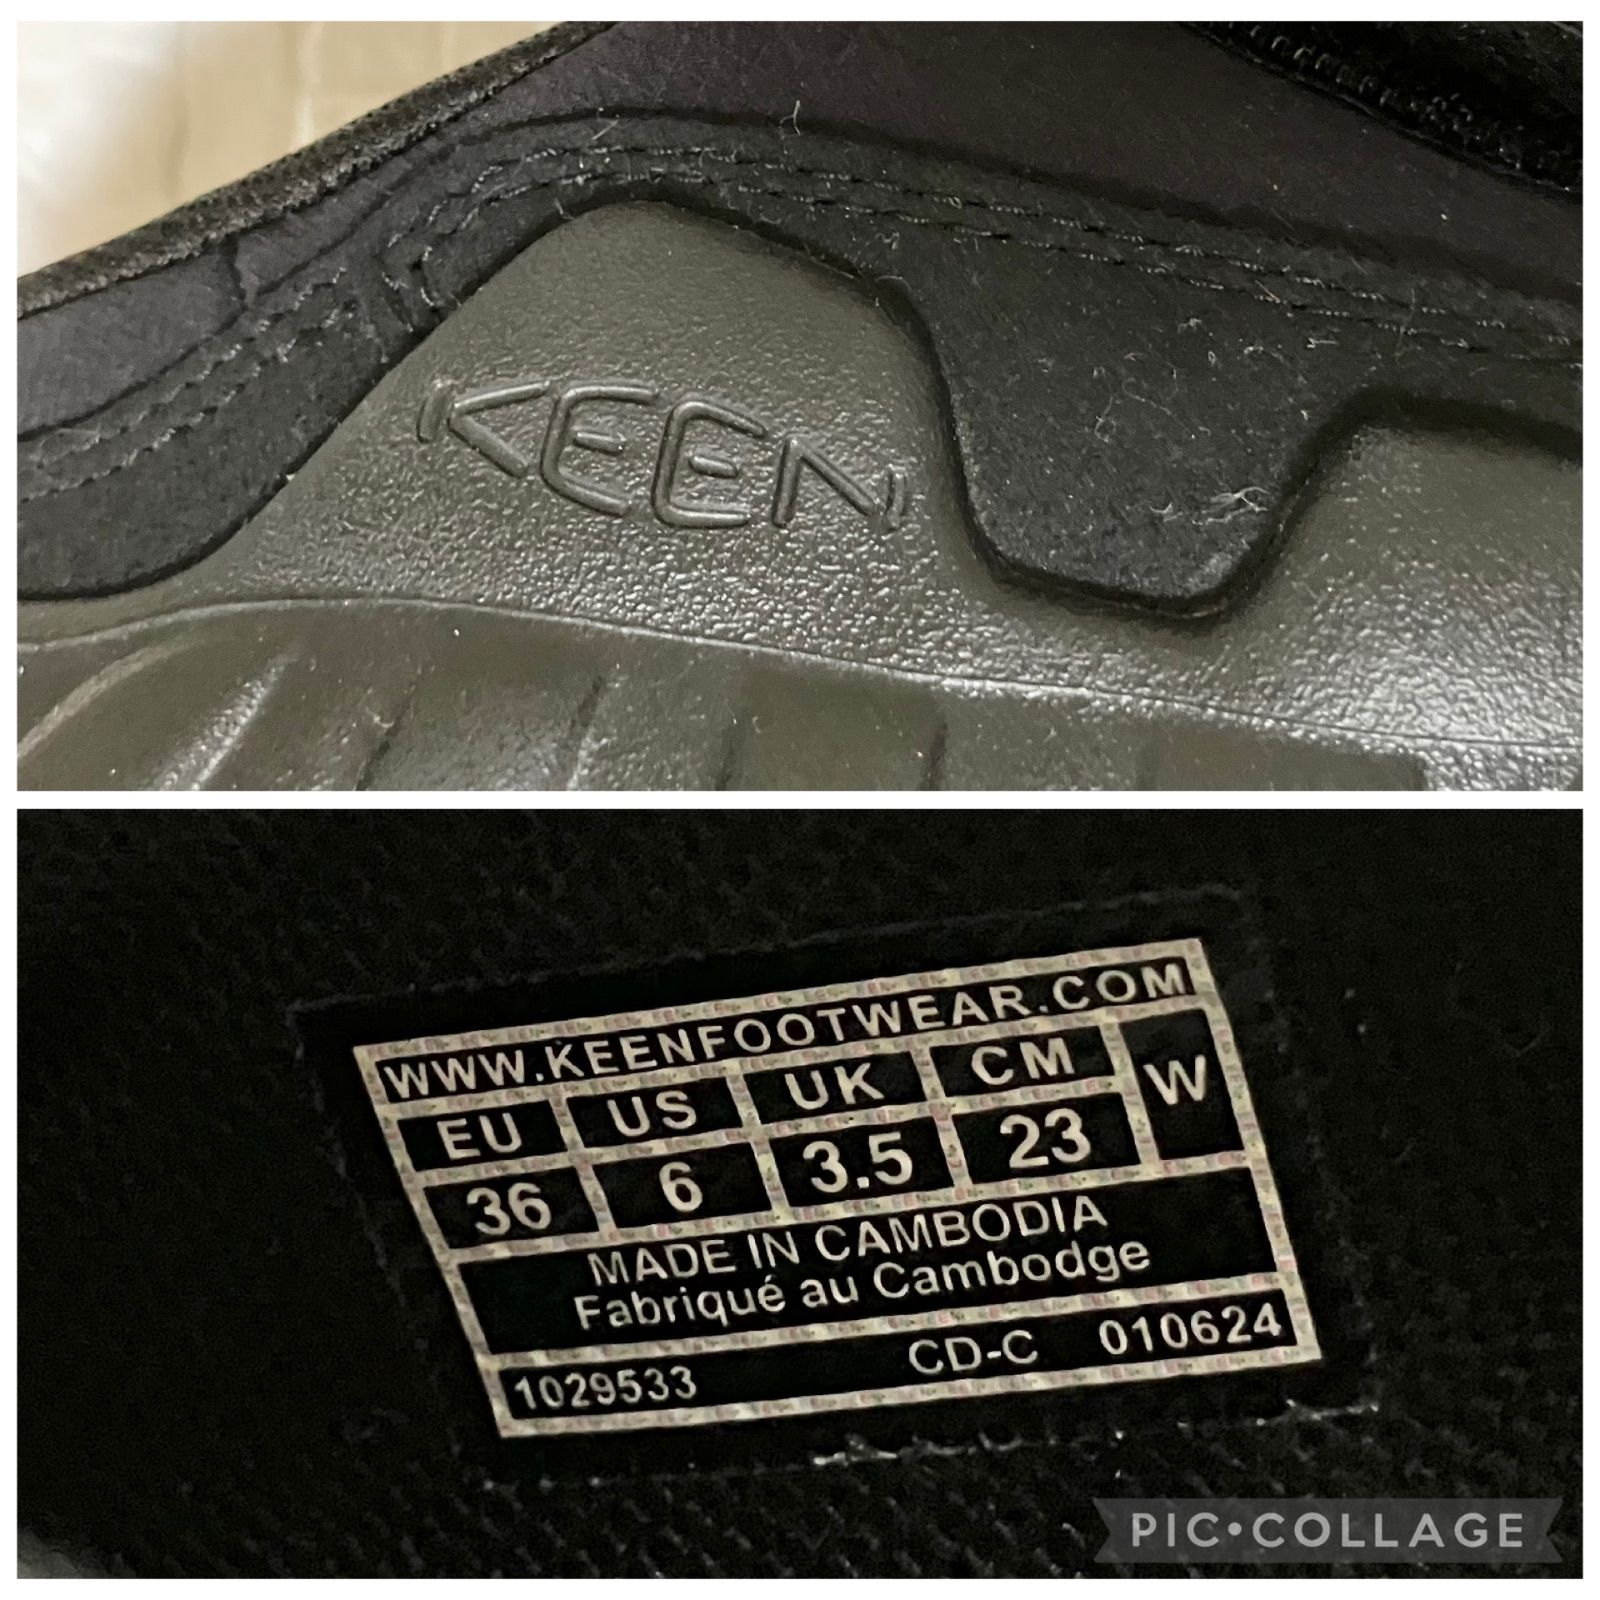 KEEN
WWW.KEENFOOTWEAR.COM
EU US UK CM W
36 6 3.5 23
MADE IN CAMBODIA
Fabriqué au Cambodge
1029533 CD-C 010624
PIC•COLLAGE